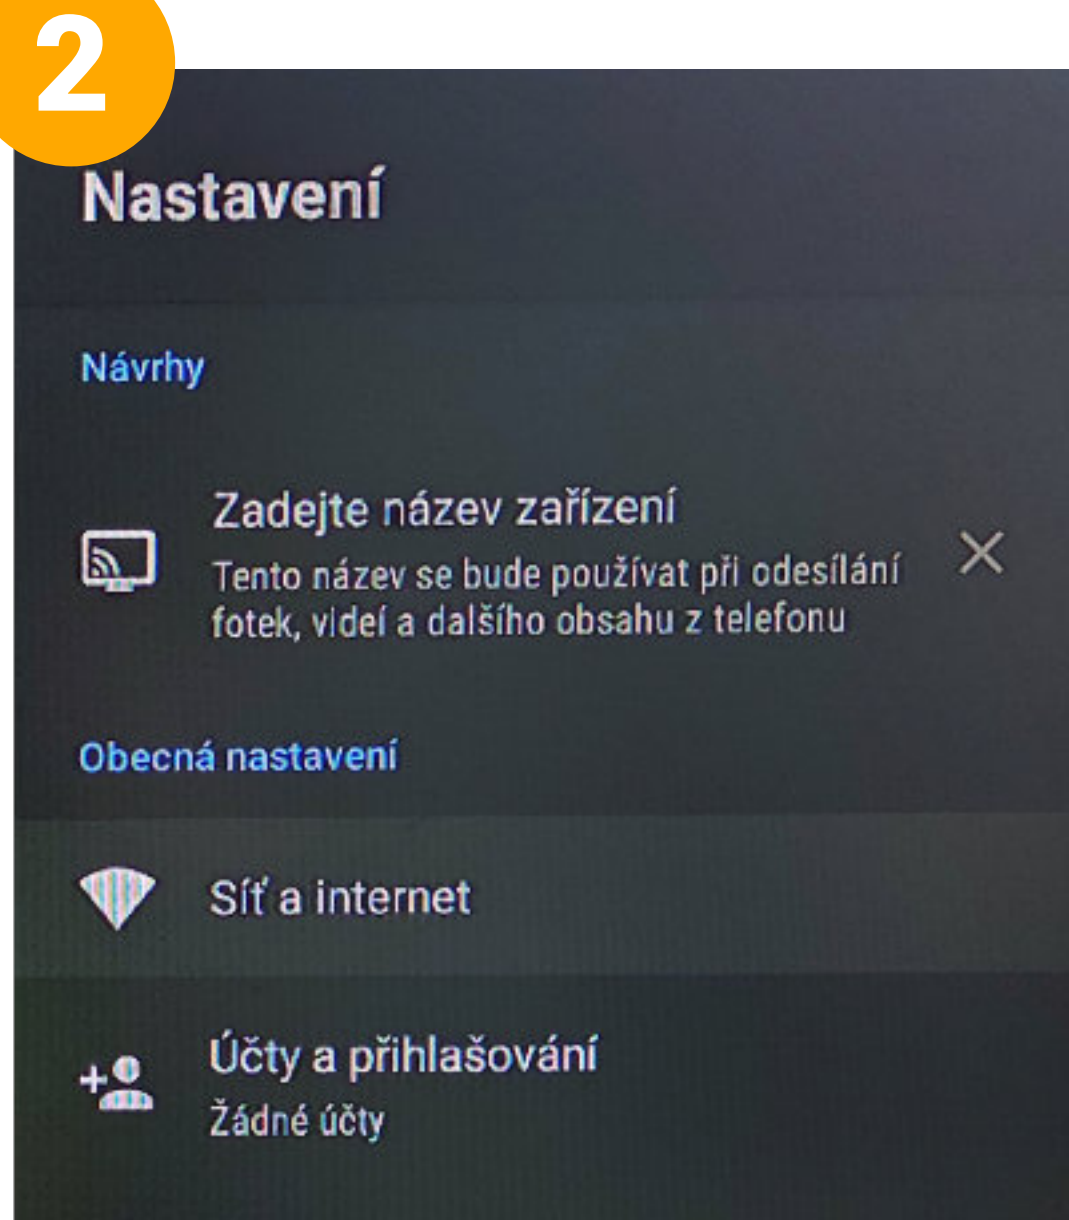 2
Nastavení
Návrhy
Zadejte název zařízení
Tento název se bude používat při odesílání
fotek, videí a dalšího obsahu z telefonu
Obecná nastavení
Síť a internet
Účty a přihlašování
Žádné účty